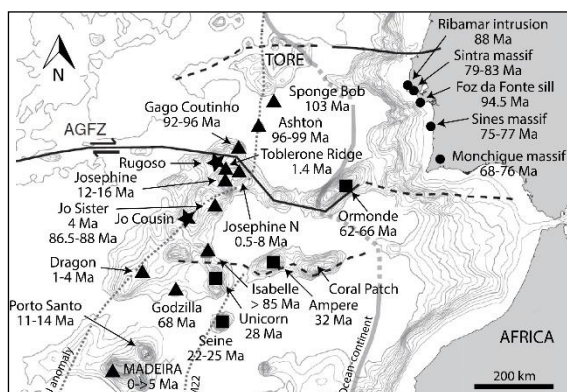 Ribamar intrusion
88 Ma
Sintra massif
79-83 Ma
Foz da Fonte sill
94.5 Ma
Sines massif
75-77 Ma
Monchigue massif
68-76 Ma
N
TORE
Sponge Bob
103 Ma
Gago Coutinho
92-96 Ma
Ashton
96-99 Ma
AGFZ
Rugoso
Toblerone Ridge
1.4 Ma
Josephine
12-16 Ma
Jo Sister
4 Ma
86.5-88 Ma
Jo Cousin
Josephine N
0.5-8 Ma
Ormonde
62-66 Ma
Dragon
1-4 Ma
Isabelle
> 85 Ma
Coral Patch
Ampere
32 Ma
Godzilla
68 Ma
Unicorn
28 Ma
Porto Santo
11-14 Ma
Seine
22-25 Ma
MADEIRA
0->5 Ma
anomaly
Ocean-continent
AFRICA
200 km